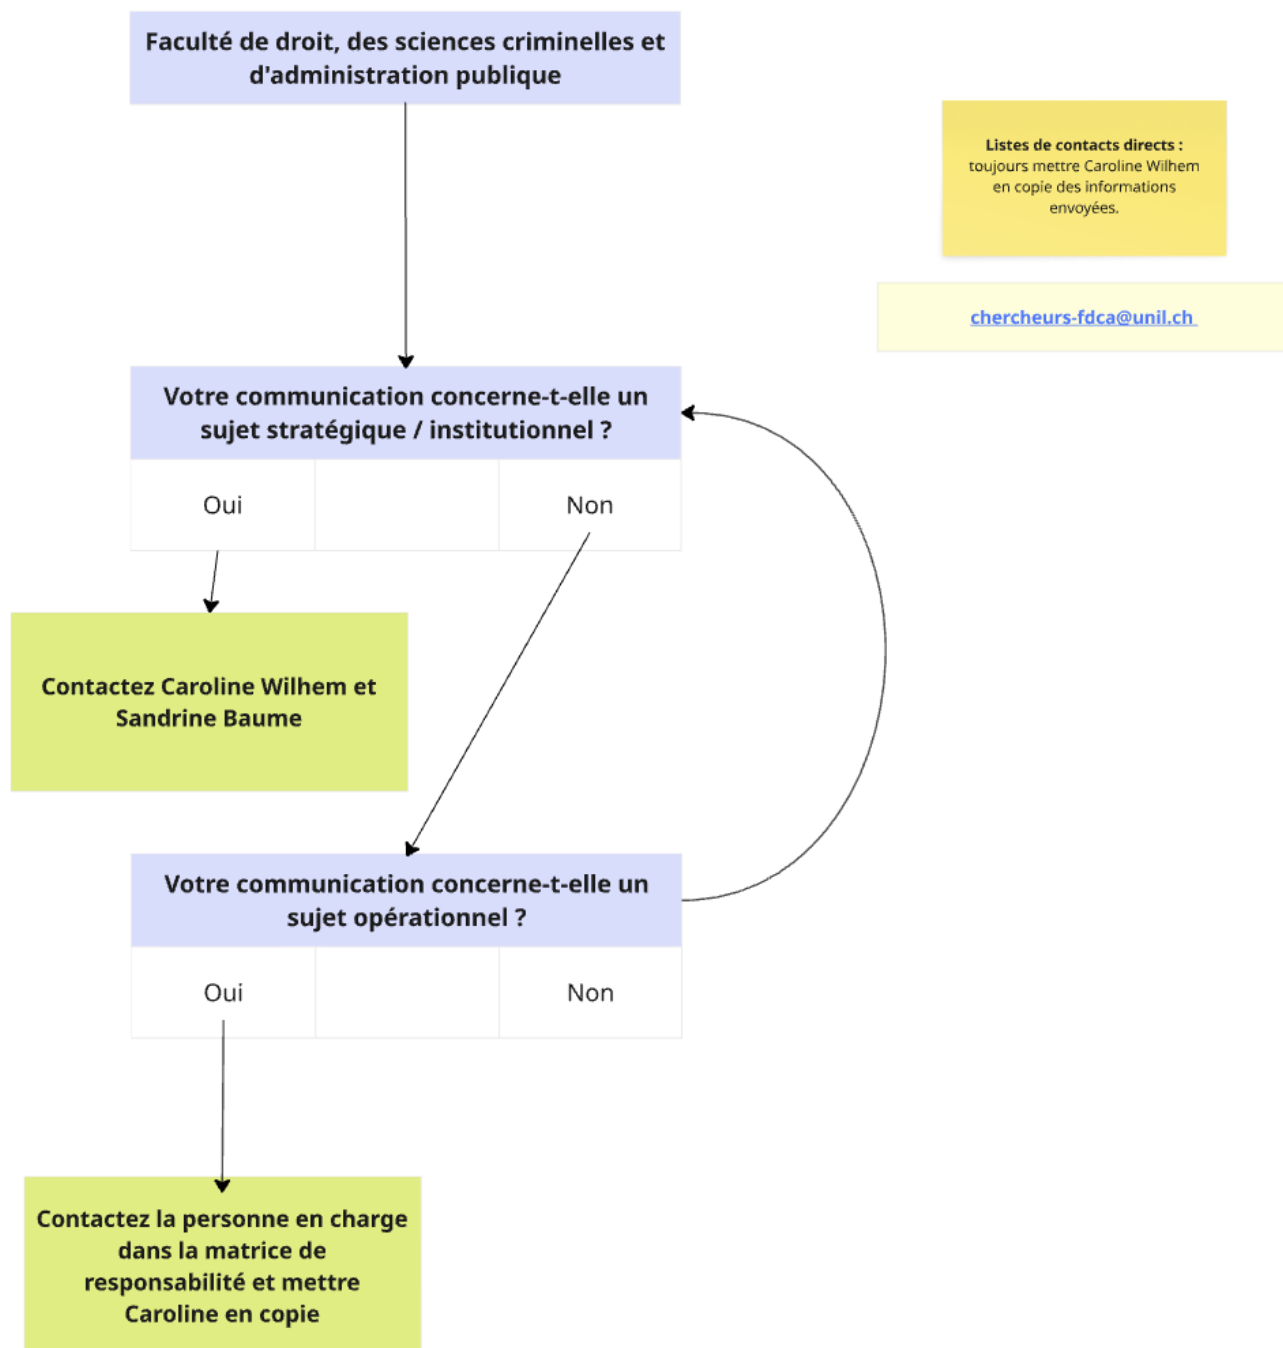 Faculté de droit, des sciences criminelles et
d'administration publique
Listes de contacts directs :
toujours mettre Caroline Wilhem
en copie des informations
envoyées.
chercheurs-fdca@unil.ch
Votre communication concerne-t-elle un
sujet stratégique / institutionnel ?
Oui
Non
Contactez Caroline Wilhem et
Sandrine Baume
Votre communication concerne-t-elle un
sujet opérationnel ?
Oui
Non
Contactez la personne en charge
dans la matrice de
responsabilité et mettre
Caroline en copie